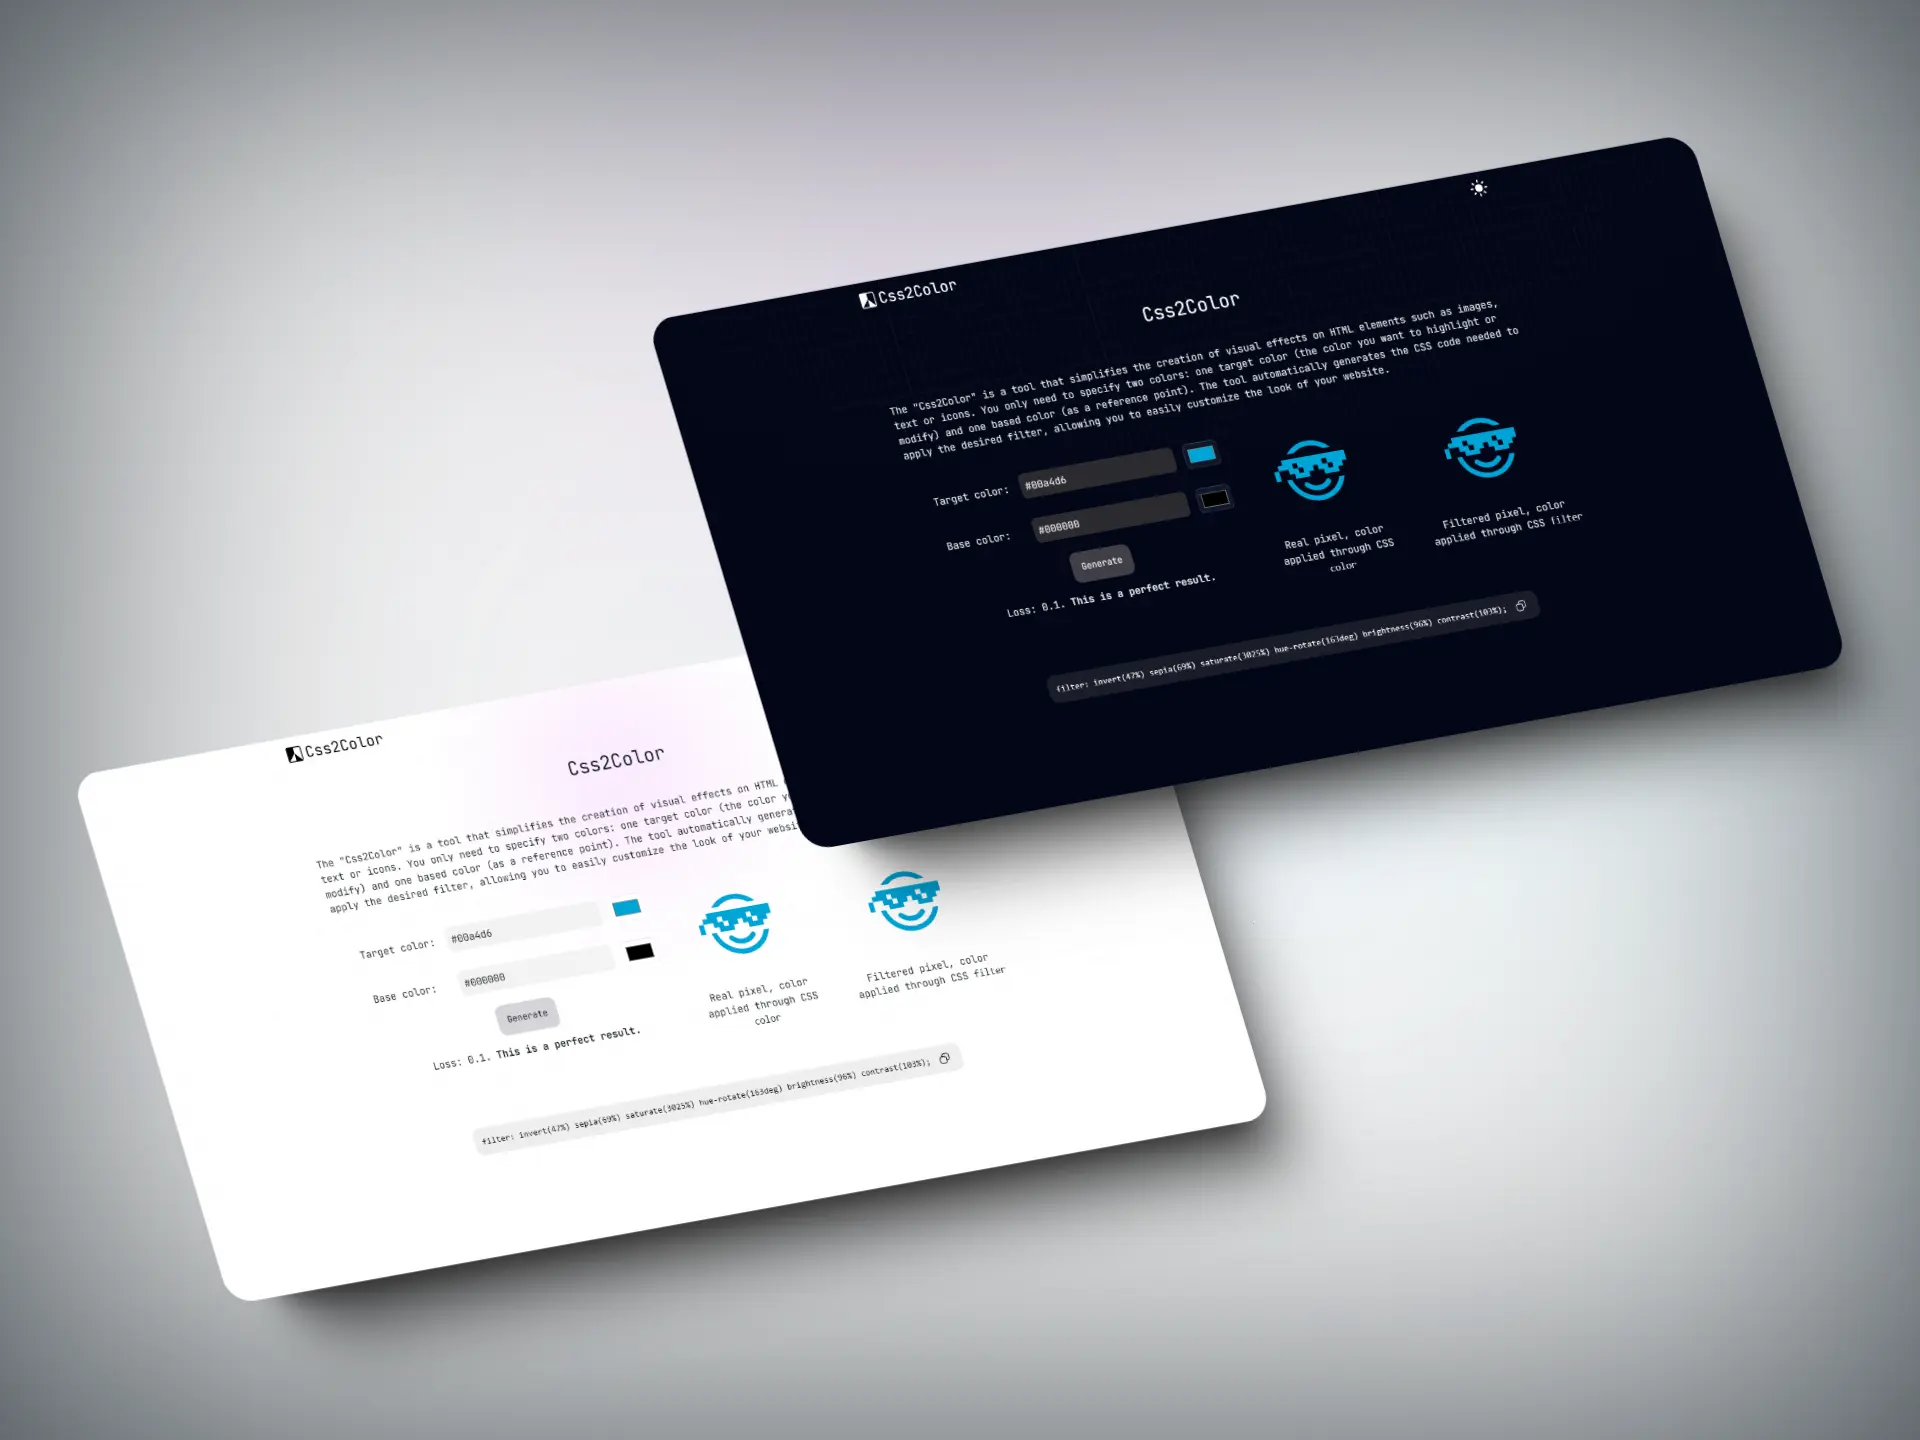 Css2Color
Css2Color
The "Css2Color" is a tool that simplifies the creation of visual effects on HTML elements such as images,
text or icons. You only need to specify two colors: one target color (the color you want to highlight or
modify) and one based color (as a reference point). The tool automatically generates the CSS code needed to
apply the desired filter, allowing you to easily customize the look of your website.
Target color: #00a4d6
Base color: #000000
Generate
Loss: 0.1. This is a perfect result.
Real pixel, color
applied through CSS
color
Filtered pixel, color
applied through CSS filter
filter: invert(47%) sepia(69%) saturate(3025%) hue-rotate(163deg) brightness(96%) contrast(103%);
Css2Color
Css2Color
The "Css2Color" is a tool that simplifies the creation of visual effects on HTML
text or icons. You only need to specify two colors: one target color (the color
modify) and one based color (as a reference point). The tool automatically genera
apply the desired filter, allowing you to easily customize the look of your websi
Target color: #00a4d6
Base color: #000000
Generate
Loss: 0.1. This is a perfect result.
Real pixel, color
applied through CSS
color
Filtered pixel, color
applied through CSS filter
filter: invert(47%) sepia(69%) saturate(3025%) hue-rotate(163deg) brightness(96%) contrast(103%);